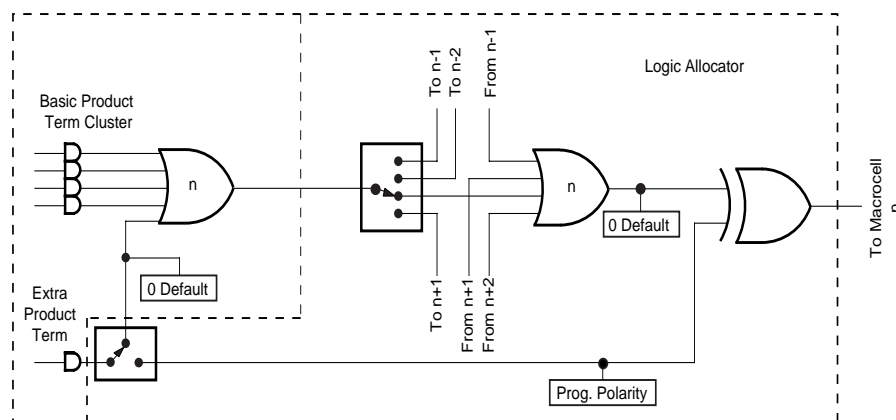 Basic Product
Term Cluster
n
0 Default
Extra
Product
Term
To n-1
To n-2
From n-1
To n+1
From n+1
From n+2
n
Logic Allocator
0 Default
Prog. Polarity
To Macrocell
n